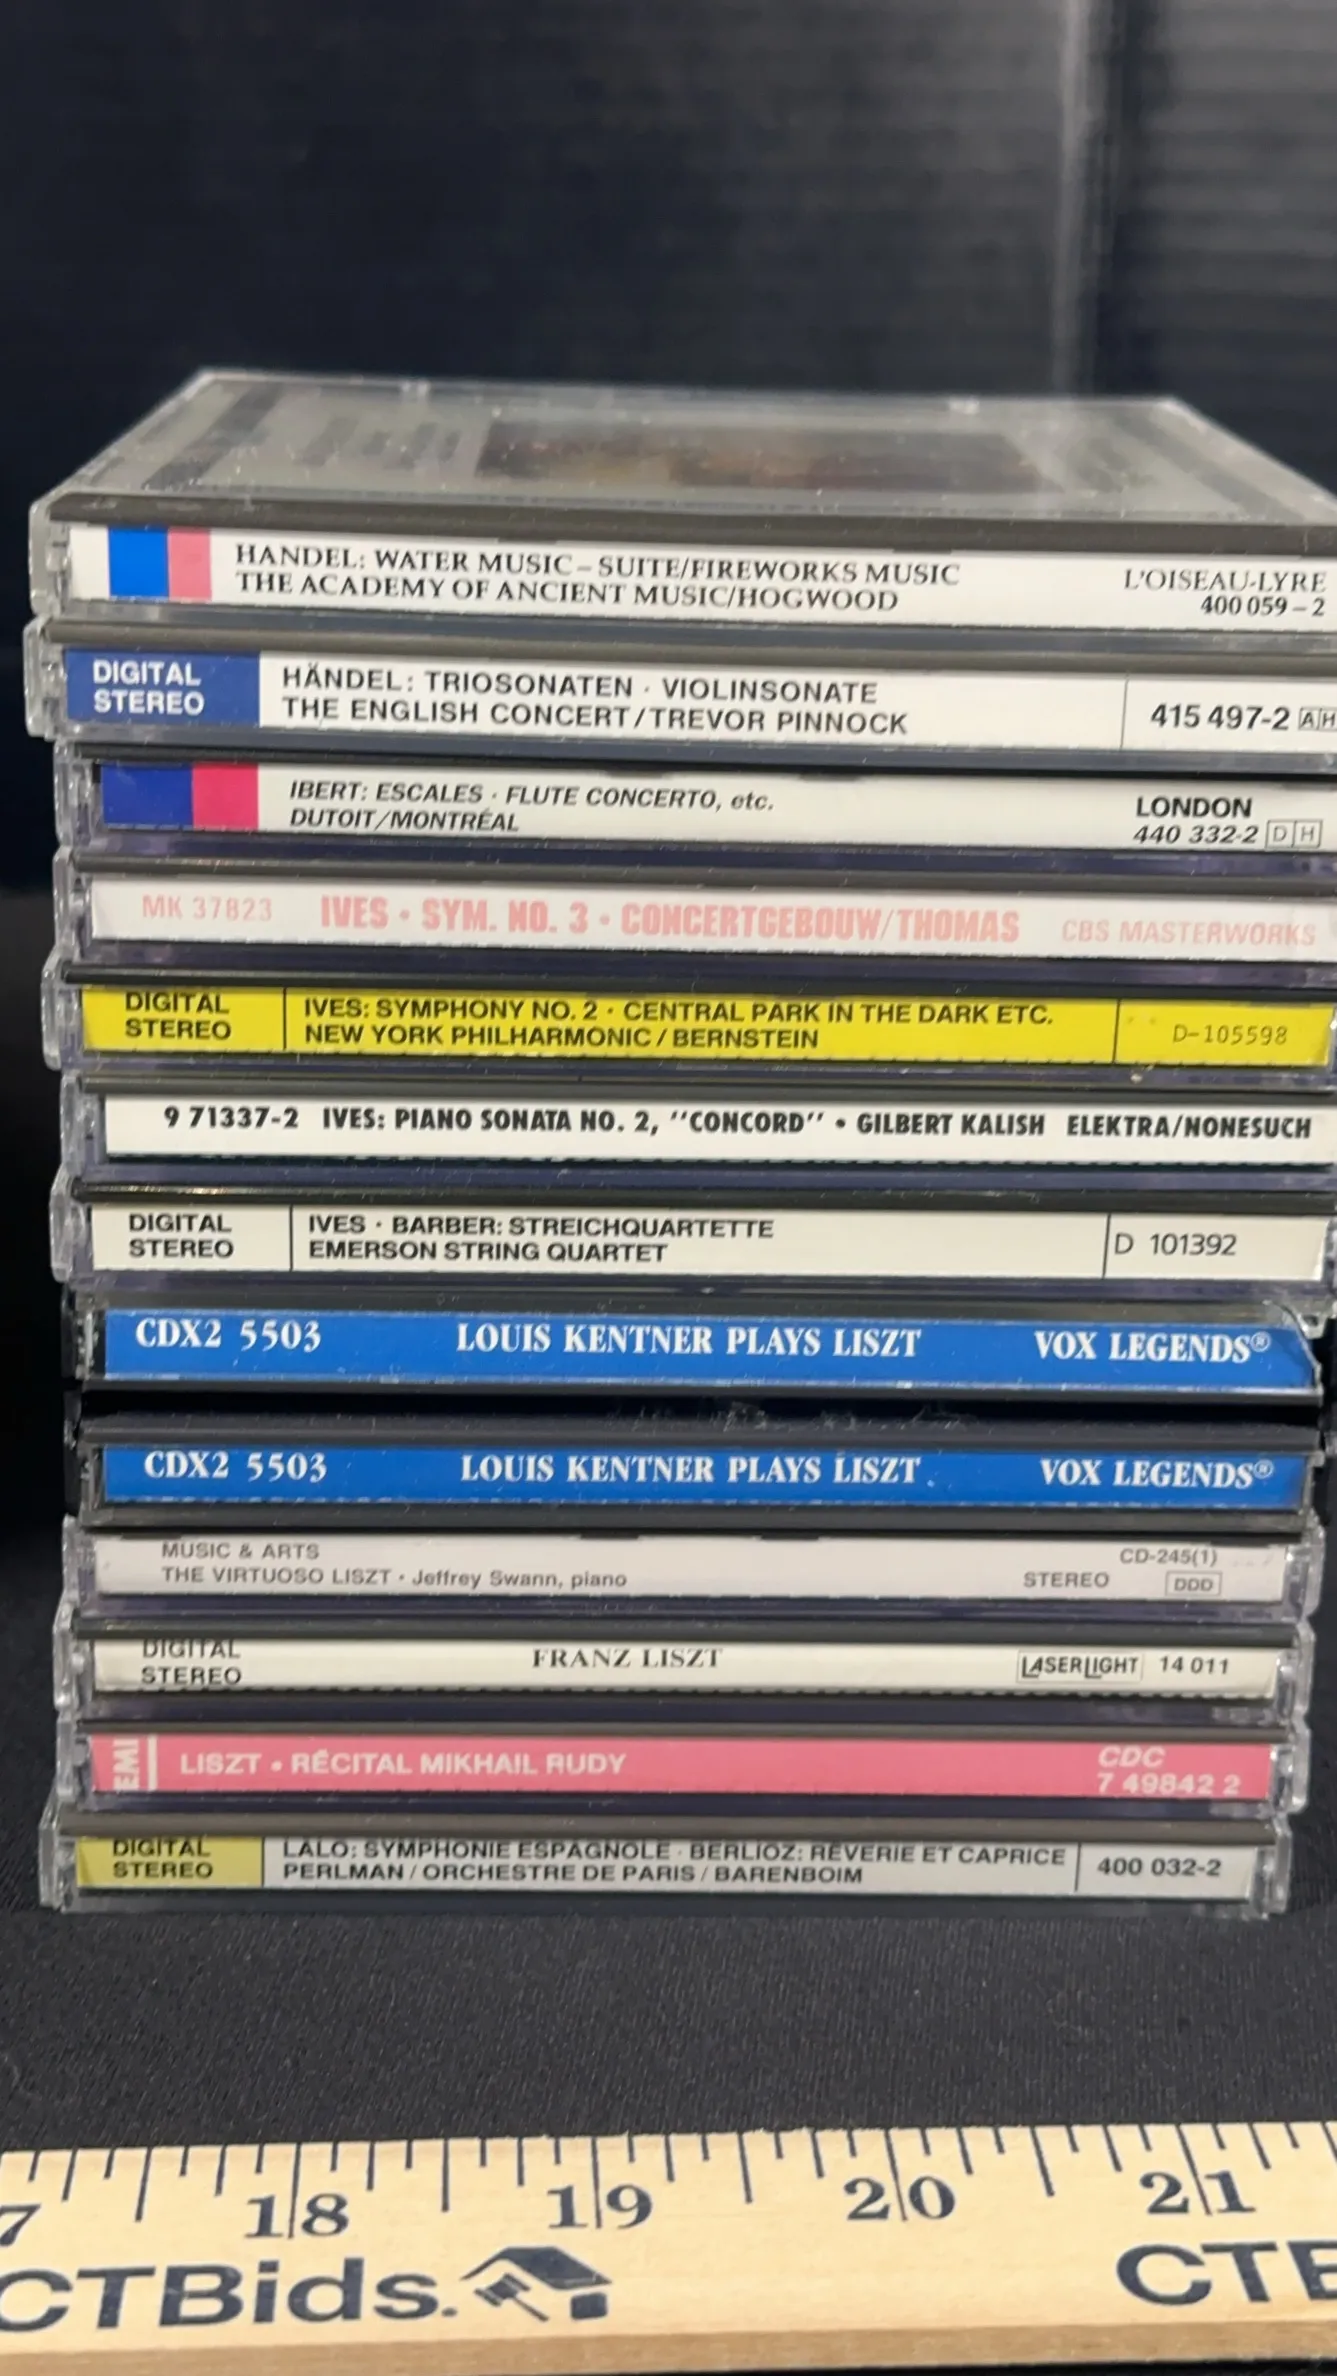 HANDEL: WATER MUSIC – SUITE/FIREWORKS MUSIC
THE ACADEMY OF ANCIENT MUSIC/HOGWOOD
L'OISEAU-LYRE
400 059 – 2
DIGITAL
STEREO
HÄNDEL: TRIOSONATEN · VIOLINSONATE
THE ENGLISH CONCERT/TREVOR PINNOCK
415 497-2 AH
IBERT: ESCALES · FLUTE CONCERTO, etc.
DUTOIT/MONTRÉAL
LONDON
440 332-2 DH
MK 37823 IVES • SYM. NO. 3 • CONCERTGEBOUW/THOMAS CBS MASTERWORKS
DIGITAL
STEREO
IVES: SYMPHONY NO. 2 · CENTRAL PARK IN THE DARK ETC.
NEW YORK PHILHARMONIC / BERNSTEIN
D-105598
9 71337-2 IVES: PIANO SONATA NO. 2, "CONCORD" • GILBERT KALISH ELEKTRA/NONESUCH
DIGITAL
STEREO
IVES · BARBER: STREICHQUARTETTE
EMERSON STRING QUARTET
D 101392
CDX2 5503 LOUIS KENTNER PLAYS LISZT VOX LEGENDS®
CDX2 5503 LOUIS KENTNER PLAYS LISZT VOX LEGENDS®
MUSIC & ARTS
THE VIRTUOSO LISZT · Jeffrey Swann, piano
CD-245(1)
STEREO DDD
DIGITAL
STEREO
FRANZ LISZT
LASERLIGHT 14 011
EMI
LISZT • RÉCITAL MIKHAIL RUDY
CDC
7 49842 2
DIGITAL
STEREO
LALO: SYMPHONIE ESPAGNOLE · BERLIOZ: RÊVERIE ET CAPRICE
PERLMAN / ORCHESTRE DE PARIS / BARENBOIM
400 032-2
7 18 19 20 21
CTBids. CTB